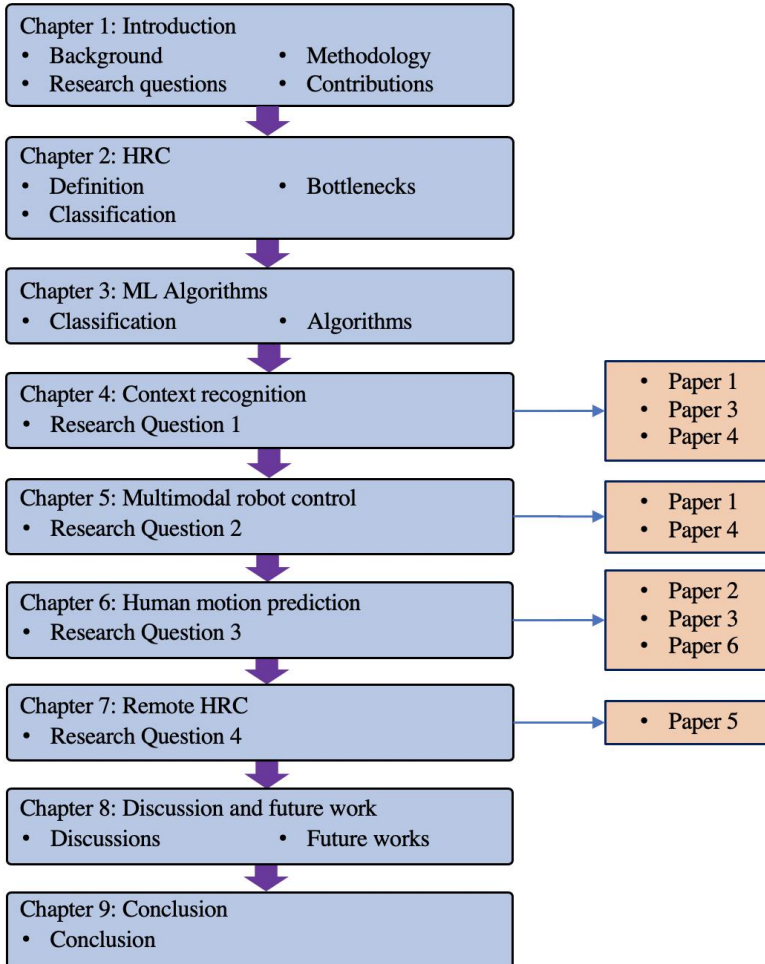 Chapter 1: Introduction
• Background
• Methodology
• Research questions
• Contributions
Chapter 2: HRC
• Definition
• Bottlenecks
• Classification
Chapter 3: ML Algorithms
• Classification
• Algorithms
Chapter 4: Context recognition
• Research Question 1
• Paper 1
• Paper 3
• Paper 4
Chapter 5: Multimodal robot control
• Research Question 2
• Paper 1
• Paper 4
Chapter 6: Human motion prediction
• Research Question 3
• Paper 2
• Paper 3
• Paper 6
Chapter 7: Remote HRC
• Research Question 4
• Paper 5
Chapter 8: Discussion and future work
• Discussions
• Future works
Chapter 9: Conclusion
• Conclusion